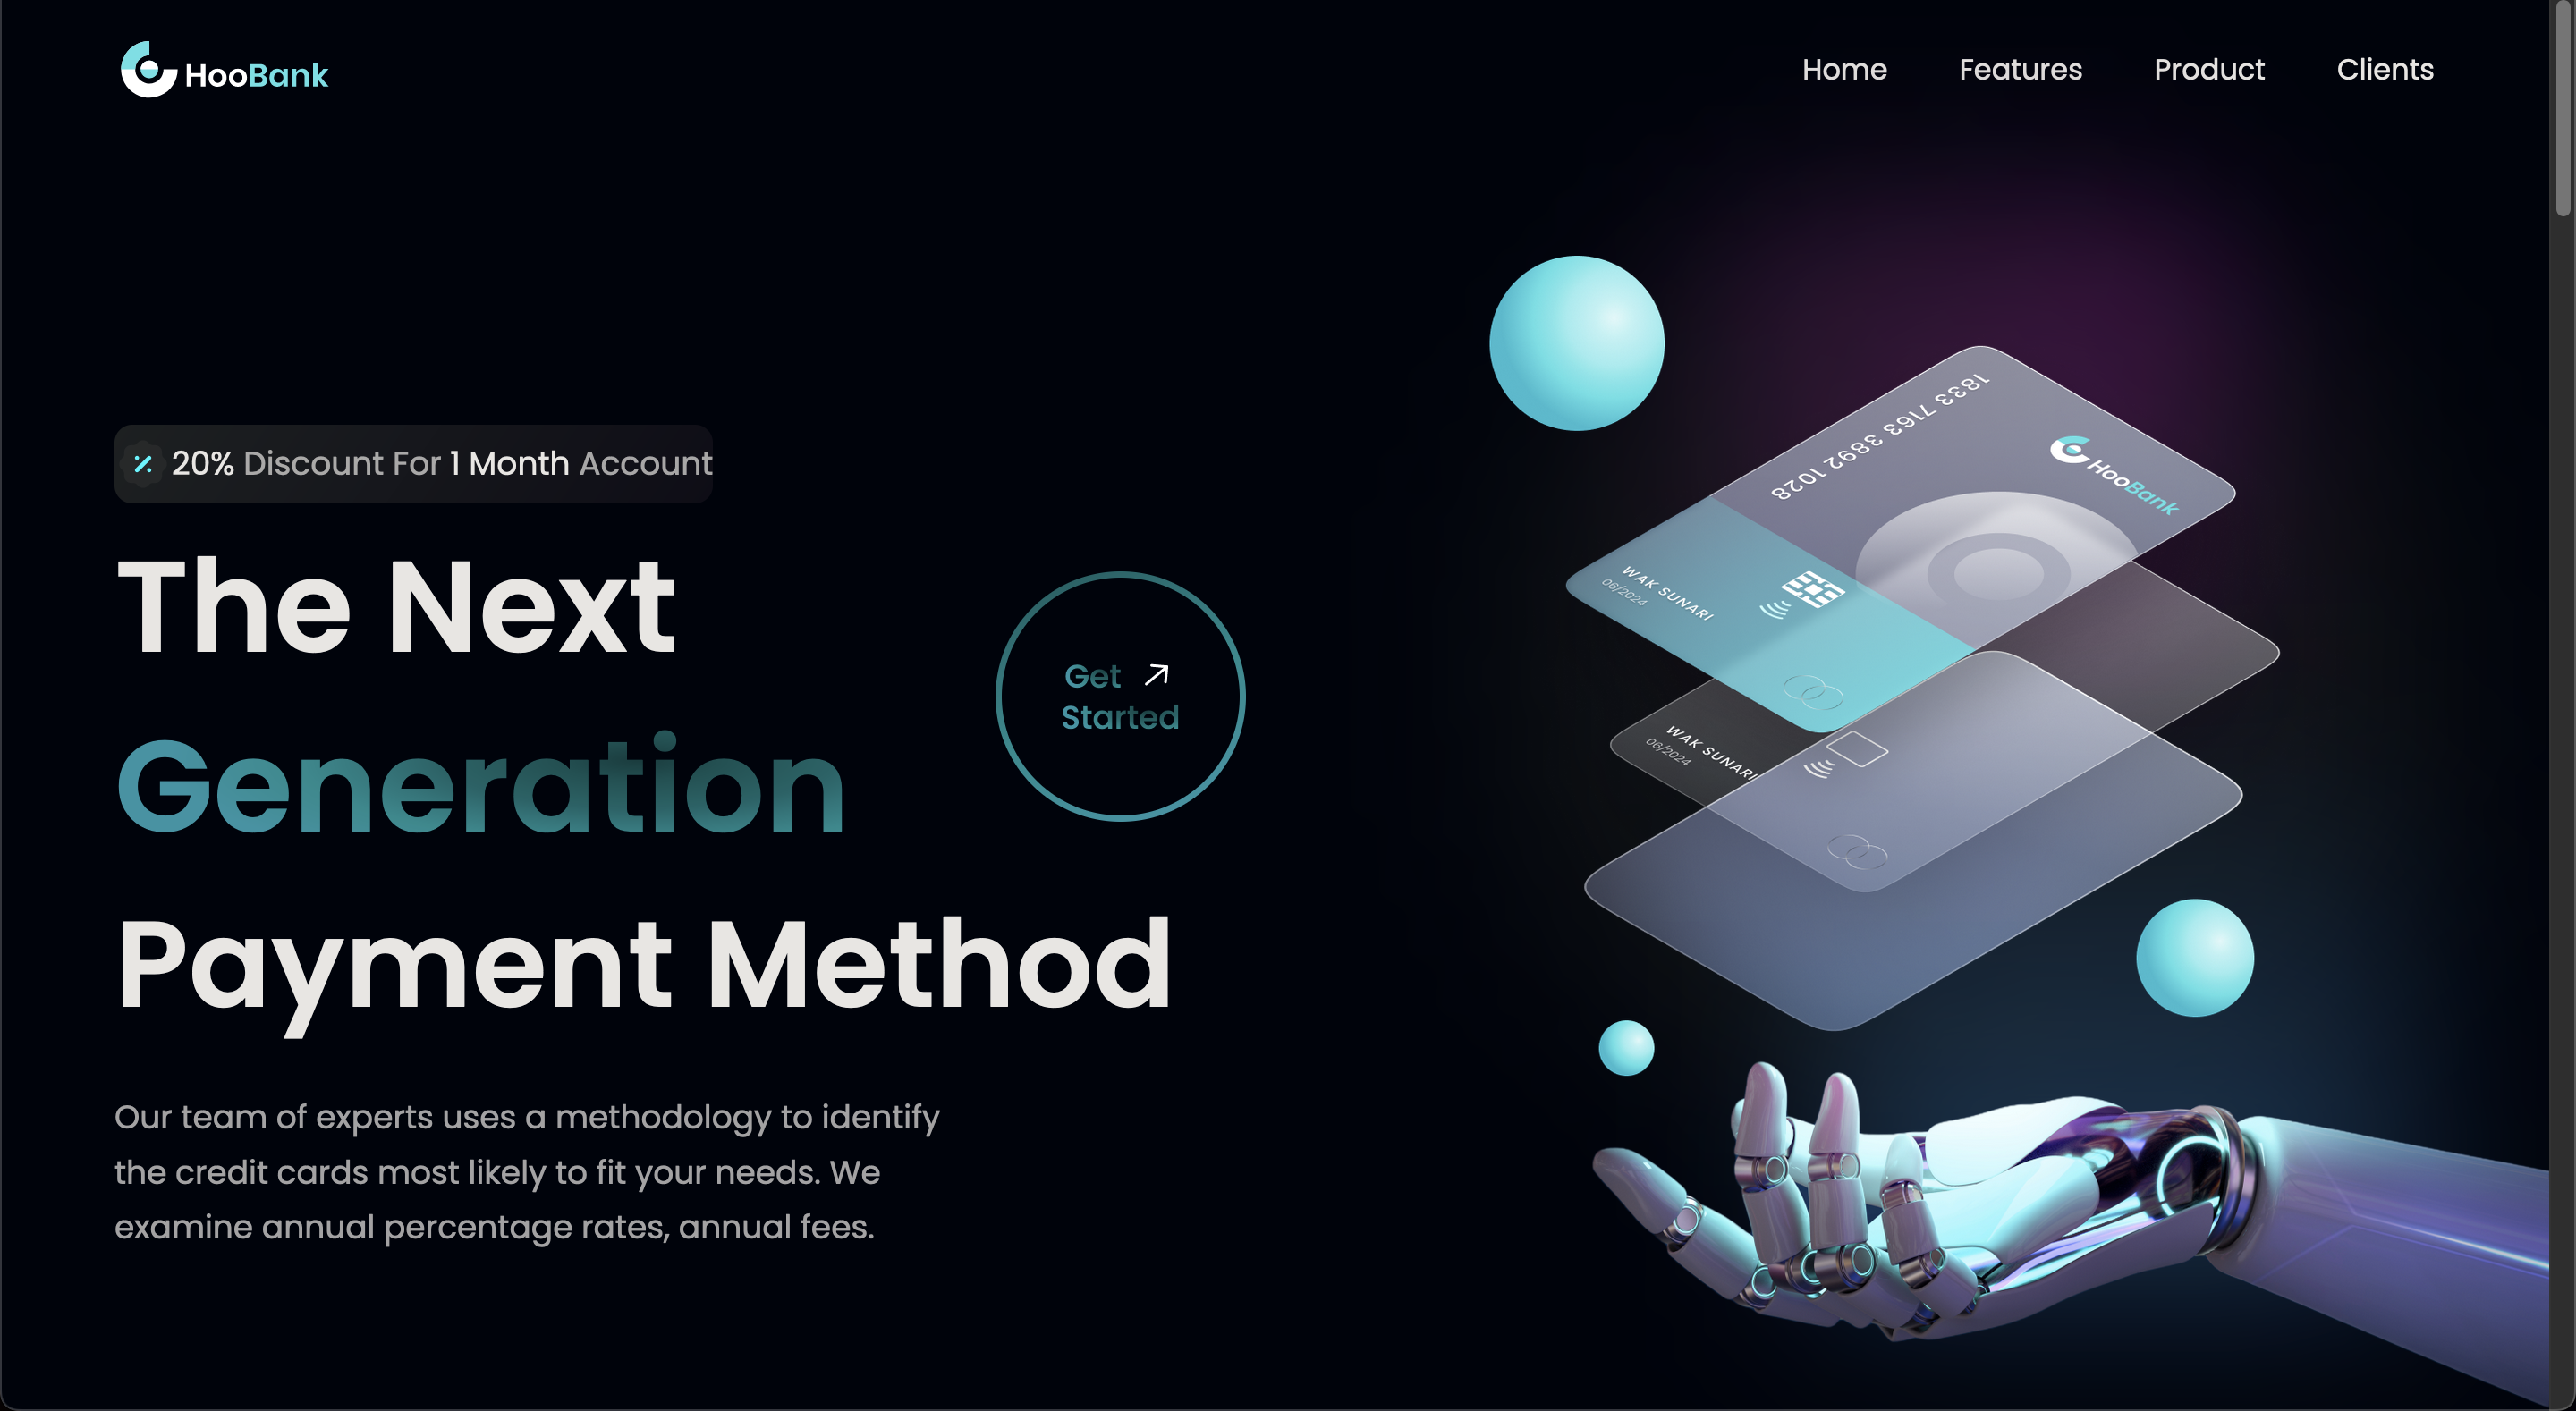 HooBank
Home Features Product Clients
20% Discount For 1 Month Account
The Next
Get
Started
Generation
Payment Method
Our team of experts uses a methodology to identify
the credit cards most likely to fit your needs. We
examine annual percentage rates, annual fees.
1833 7163 3892 1028
HooBank
WAK SUNARI
06/2024
WAK SUNARI
06/2024